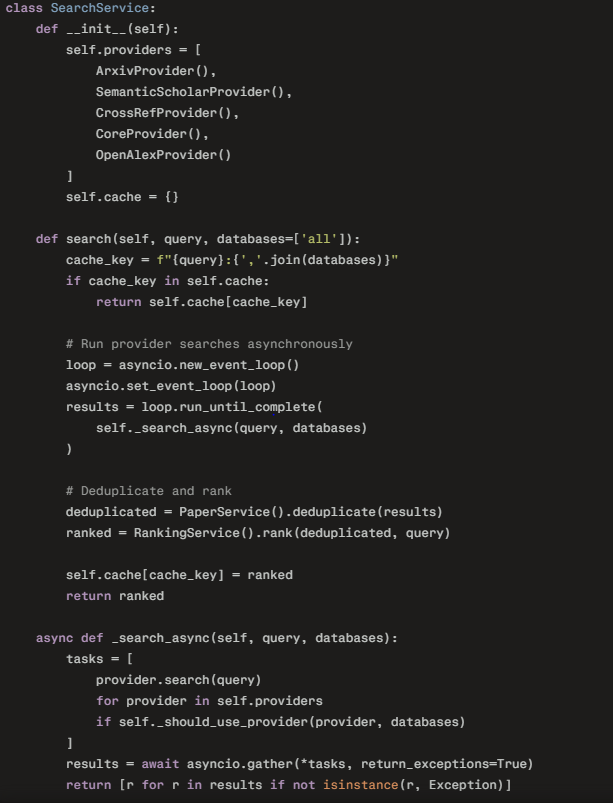 class SearchService:
    def __init__(self):
        self.providers = [
            ArxivProvider(),
            SemanticScholarProvider(),
            CrossRefProvider(),
            CoreProvider(),
            OpenAlexProvider()
        ]
        self.cache = {}

    def search(self, query, databases=['all']):
        cache_key = f"{query}:{','.join(databases)}"
        if cache_key in self.cache:
            return self.cache[cache_key]

        # Run provider searches asynchronously
        loop = asyncio.new_event_loop()
        asyncio.set_event_loop(loop)
        results = loop.run_until_complete(
            self._search_async(query, databases)
        )

        # Deduplicate and rank
        deduplicated = PaperService().deduplicate(results)
        ranked = RankingService().rank(deduplicated, query)

        self.cache[cache_key] = ranked
        return ranked

    async def _search_async(self, query, databases):
        tasks = [
            provider.search(query)
            for provider in self.providers
            if self._should_use_provider(provider, databases)
        ]
        results = await asyncio.gather(*tasks, return_exceptions=True)
        return [r for r in results if not isinstance(r, Exception)]